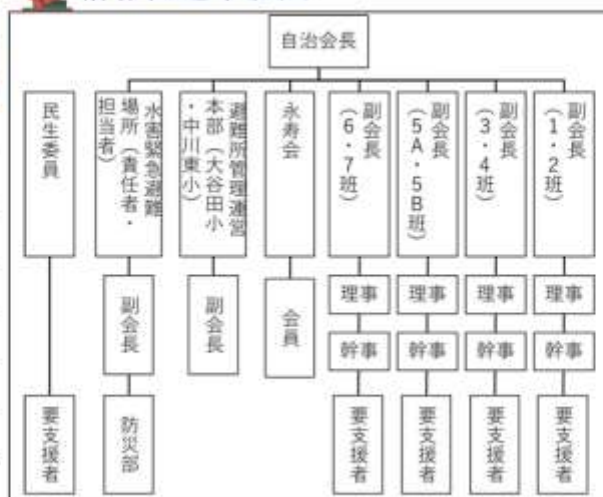 自治会長
民生委員
水害緊急避難
場所（責任者・
担当者）
避難所管理運営
本部（大谷田小
・中川東小）
永寿会
副会長
（6・7班）
副会長
（5A・5B班）
副会長
（3・4班）
副会長
（1・2班）
副会長
副会長
会員
理事
理事
理事
理事
幹事
幹事
幹事
幹事
要支援者
防災部
要支援者
要支援者
要支援者
要支援者